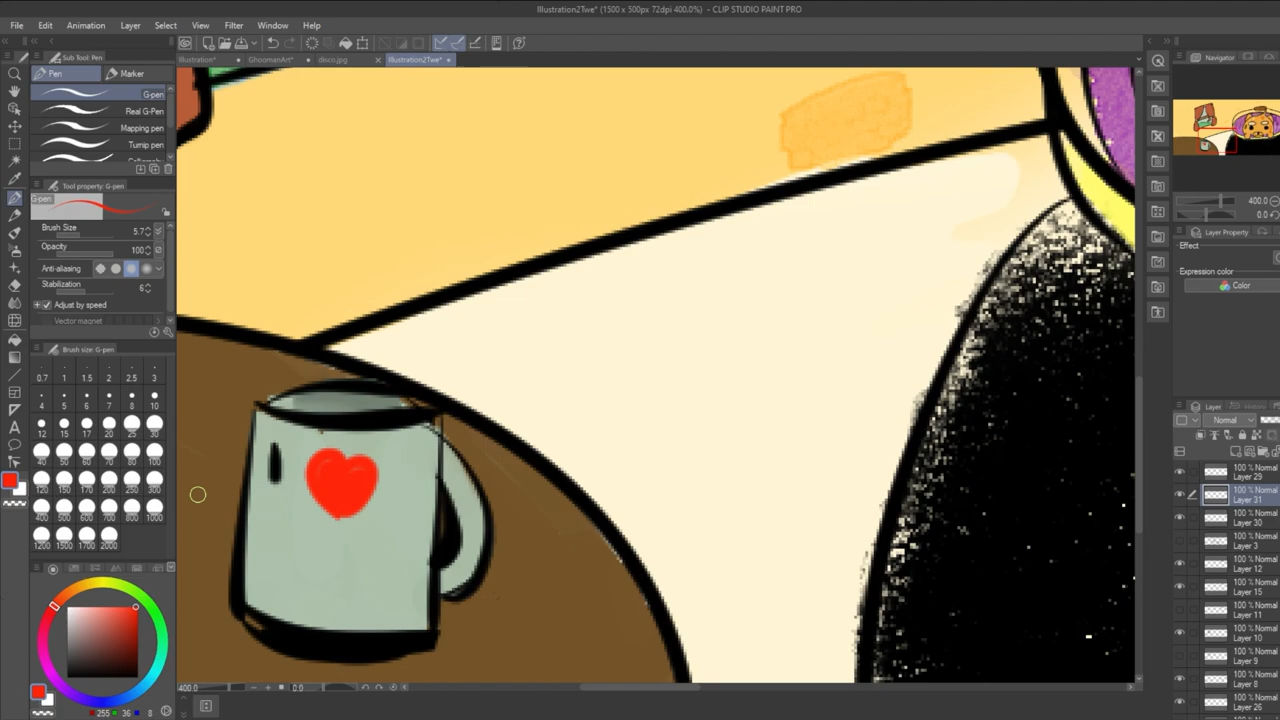 Illustration2Twe* (1500 x 500px 72dpi 400.0%) - CLIP STUDIO PAINT PRO
File Edit Animation Layer Select View Filter Window Help
Sub Tool: Pen
Illustration* GhoomanArt* disco.jpg Illustration2Twe*
Navigator
Pen Marker
G-pen
Real G-Pen
Mapping pen
Turnip pen
Tool property: G-pen
G-pen
Brush Size 5.7
Opacity 100
Anti-aliasing
Stabilization 6
Adjust by speed
Vector magnet
Brush size: G-pen
0.7 1 1.5 2 2.5 3
4 5 6 7 8 10
12 15 17 20 25 30
40 50 60 70 80 100
120 150 170 200 250 300
400 500 600 700 800 1000
1200 1500 1700 2000
255 36 8
400.0 0.0
400.0
0.0
Layer Property
Effect
Expression color
Color
Layer
Normal
100 % Normal
Layer 29
100 % Normal
Layer 31
100 % Normal
Layer 30
100 % Normal
Layer 3
100 % Normal
Layer 12
100 % Normal
Layer 15
100 % Normal
Layer 11
100 % Normal
Layer 10
100 % Normal
Layer 9
100 % Normal
Layer 8
100 % Normal
Layer 26